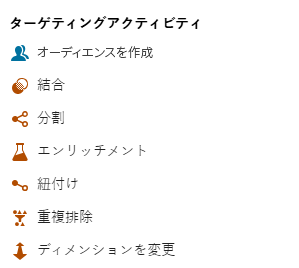 ターゲティングアクティビティ
オーディエンスを作成
結合
分割
エンリッチメント
紐付け
重複排除
ディメンションを変更